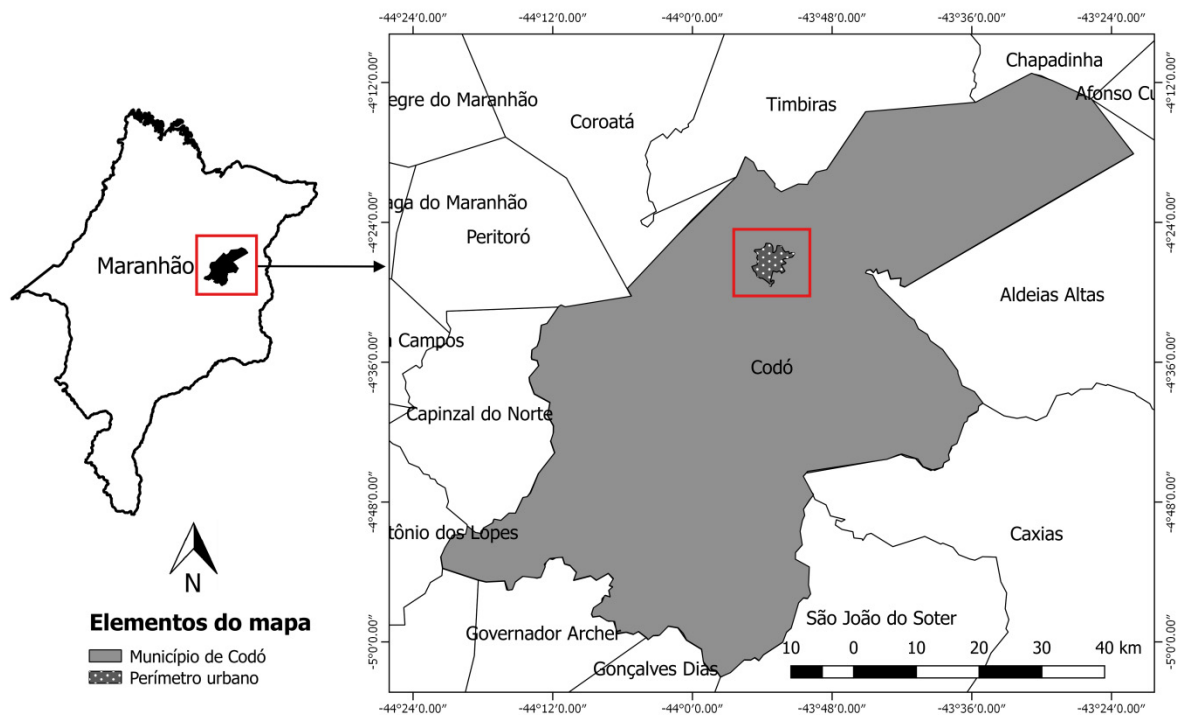 -44°24'0.00" -44°12'0.00" -44°0'0.00" -43°48'0.00" -43°36'0.00" -43°24'0.00"
Chapadinha
-4°12'0.00" -4°12'0.00"
egre do Maranhão
Afonso Cu
Timbiras
Coroatá
aga do Maranhão
-4°24'0.00" -4°24'0.00"
Peritoró
Maranhão
Aldeias Altas
Campos
-4°36'0.00" -4°36'0.00"
Codó
Capinzal do Norte
-4°48'0.00" -4°48'0.00"
tônio dos Lopes
Caxias
N
Elementos do mapa
Município de Codó
Perímetro urbano
São João do Soter
Governador Archer
-5°0'0.00" -5°0'0.00"
10 0 10 20 30 40 km
Gonçalves Dias
-44°24'0.00" -44°12'0.00" -44°0'0.00" -43°48'0.00" -43°36'0.00" -43°24'0.00"